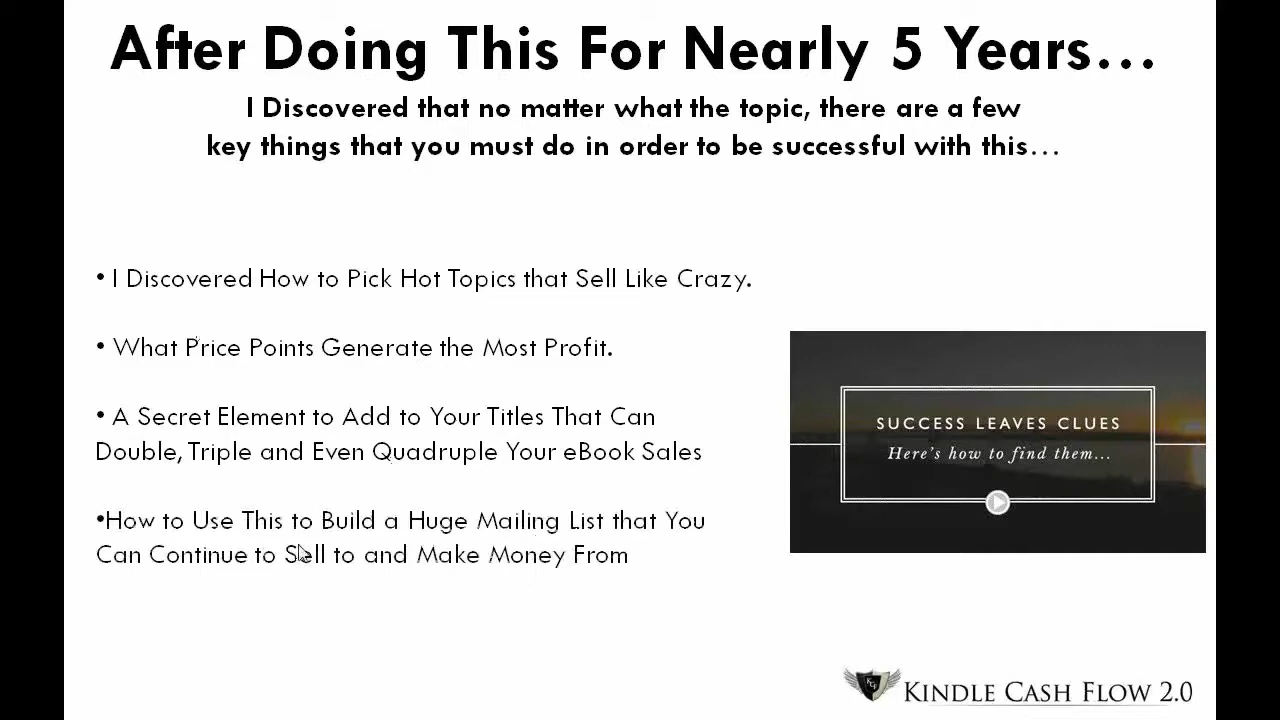 After Doing This For Nearly 5 Years...
I Discovered that no matter what the topic, there are a few
key things that you must do in order to be successful with this...
• I Discovered How to Pick Hot Topics that Sell Like Crazy.
• What Price Points Generate the Most Profit.
• A Secret Element to Add to Your Titles That Can
Double, Triple and Even Quadruple Your eBook Sales
•How to Use This to Build a Huge Mailing List that You
Can Continue to Sell to and Make Money From
SUCCESS LEAVES CLUES
Here's how to find them...
KINDLE CASH FLOW 2.0